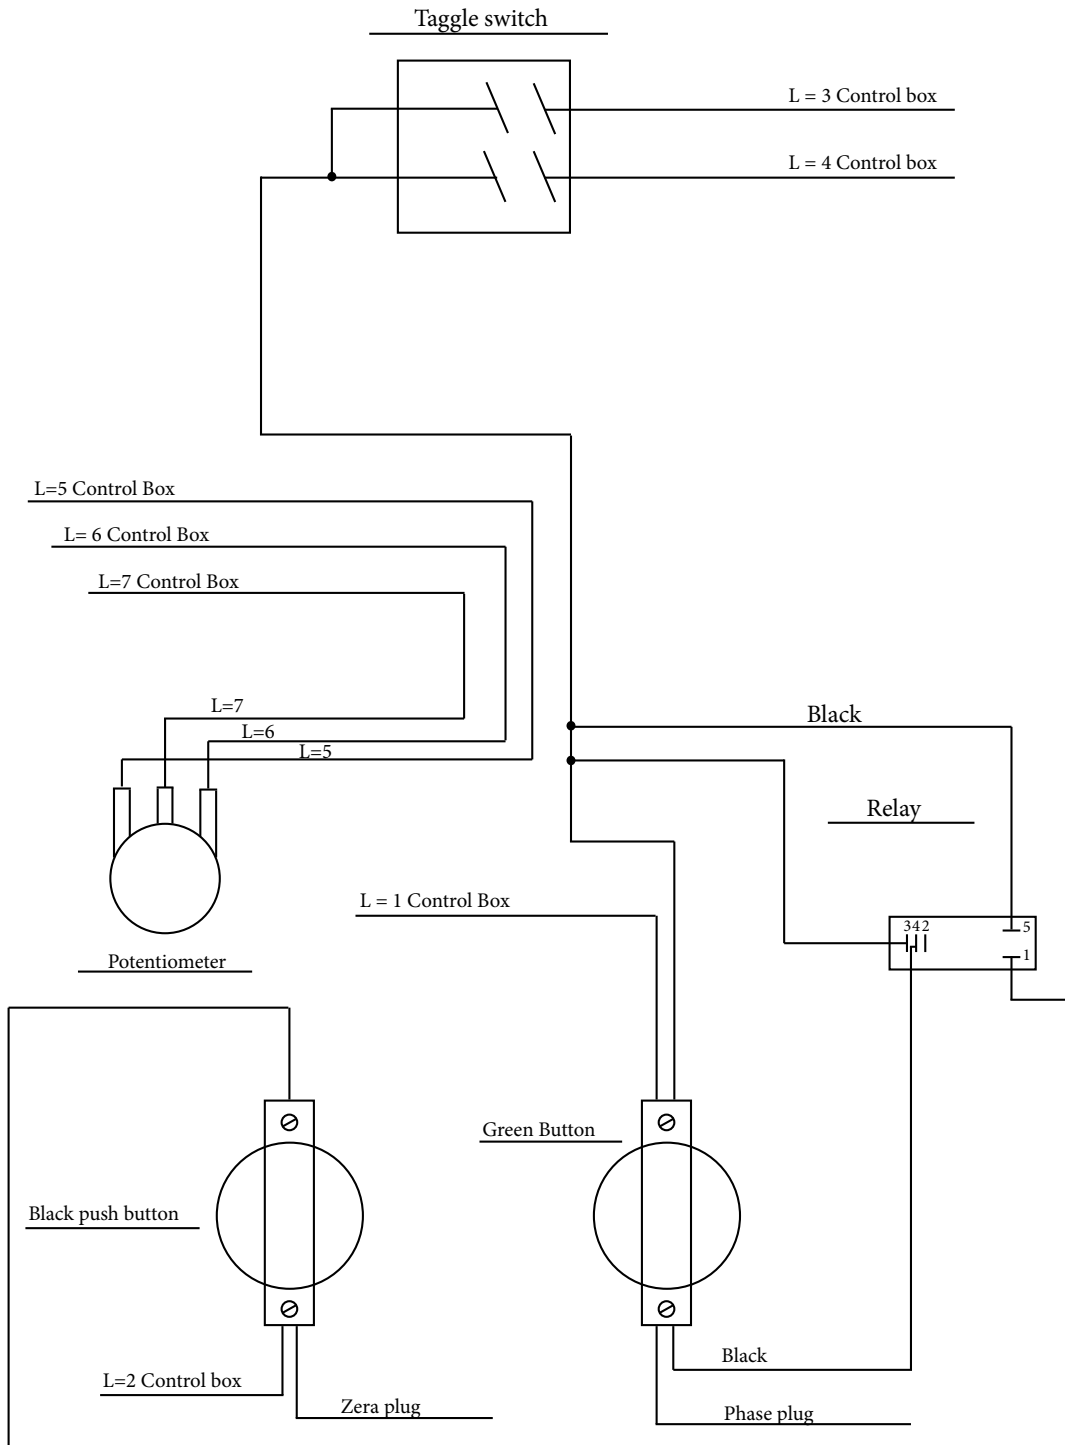 Taggle switch
L = 3 Control box
L = 4 Control box
L=5 Control Box
L= 6 Control Box
L=7 Control Box
L=7
L=6
L=5
Black
Relay
L = 1 Control Box
342
5
1
Potentiometer
Green Button
Black push button
Black
L=2 Control box
Zera plug
Phase plug